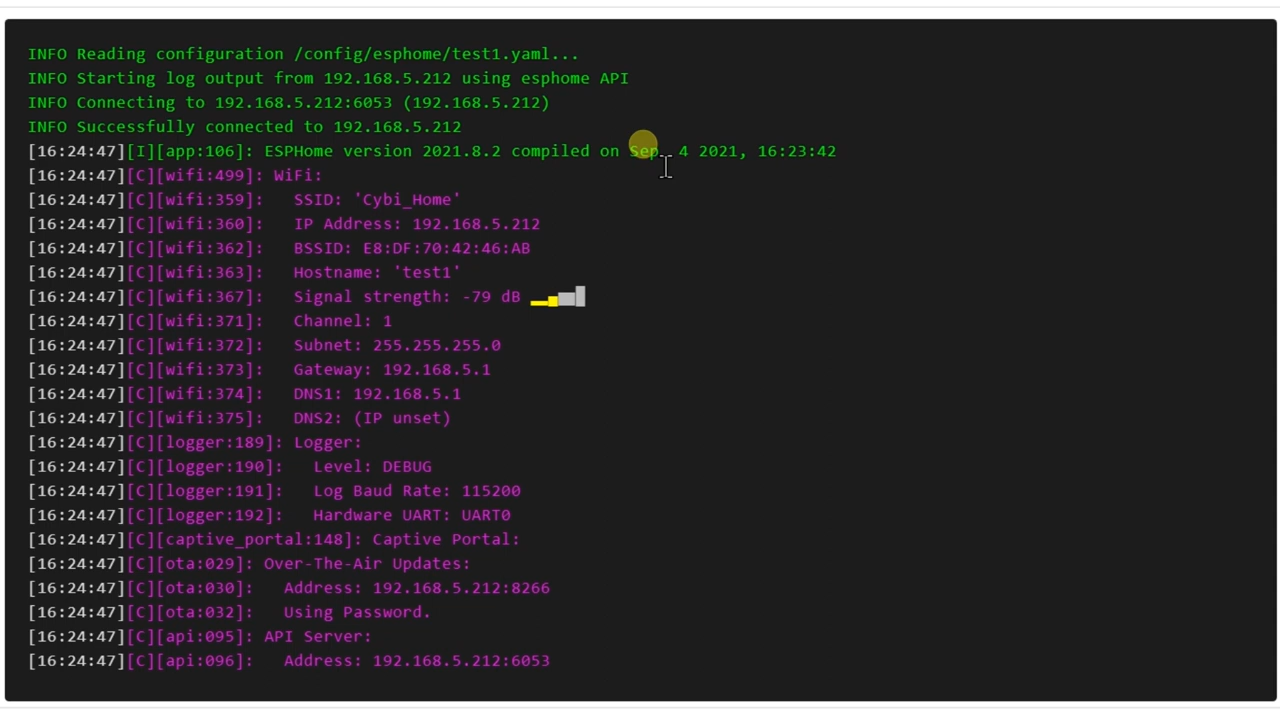 INFO Reading configuration /config/esphome/test1.yaml...
INFO Starting log output from 192.168.5.212 using esphome API
INFO Connecting to 192.168.5.212:6053 (192.168.5.212)
INFO Successfully connected to 192.168.5.212
[16:24:47][I][app:106]: ESPHome version 2021.8.2 compiled on Sep  4 2021, 16:23:42
[16:24:47][C][wifi:499]: WiFi:
[16:24:47][C][wifi:359]:   SSID: 'Cybi_Home'
[16:24:47][C][wifi:360]:   IP Address: 192.168.5.212
[16:24:47][C][wifi:362]:   BSSID: E8:DF:70:42:46:AB
[16:24:47][C][wifi:363]:   Hostname: 'test1'
[16:24:47][C][wifi:367]:   Signal strength: -79 dB
[16:24:47][C][wifi:371]:   Channel: 1
[16:24:47][C][wifi:372]:   Subnet: 255.255.255.0
[16:24:47][C][wifi:373]:   Gateway: 192.168.5.1
[16:24:47][C][wifi:374]:   DNS1: 192.168.5.1
[16:24:47][C][wifi:375]:   DNS2: (IP unset)
[16:24:47][C][logger:189]: Logger:
[16:24:47][C][logger:190]:   Level: DEBUG
[16:24:47][C][logger:191]:   Log Baud Rate: 115200
[16:24:47][C][logger:192]:   Hardware UART: UART0
[16:24:47][C][captive_portal:148]: Captive Portal:
[16:24:47][C][ota:029]: Over-The-Air Updates:
[16:24:47][C][ota:030]:   Address: 192.168.5.212:8266
[16:24:47][C][ota:032]:   Using Password.
[16:24:47][C][api:095]: API Server:
[16:24:47][C][api:096]:   Address: 192.168.5.212:6053